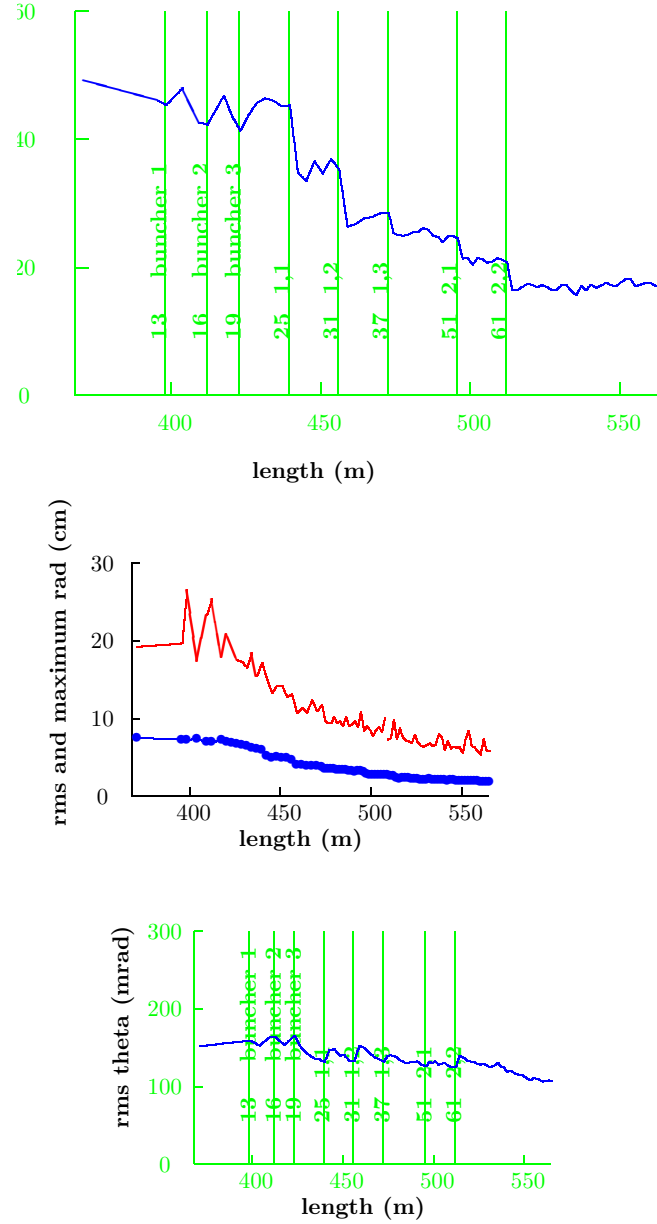 60
40
20
0
13 buncher 1
16 buncher 2
19 buncher 3
25 1,1
31 1,2
37 1,3
51 2,1
61 2,2
400 450 500 550
length (m)
rms and maximum rad (cm)
30
20
10
0
400 450 500 550
length (m)
rms theta (mrad)
300
200
100
0
13 buncher 1
16 buncher 2
19 buncher 3
25 1,1
31 1,2
37 1,3
51 2,1
61 2,2
400 450 500 550
length (m)